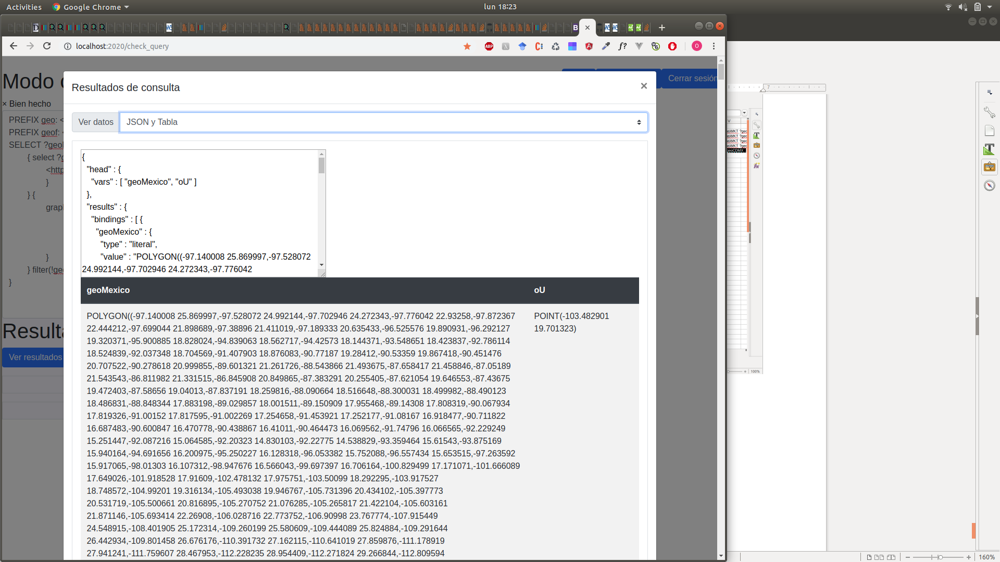 Activities
Google Chrome
lun 18:23
localhost:2020/check_query
Modo
× Bien hecho
PREFIX geo: <
PREFIX geof:
SELECT ?geo
{ select ?g
<http
}
} {
grap
}
} filter(!geo
}
Resulta
Ver resultados
Cerrar sesión
Resultados de consulta
×
Ver datos
JSON y Tabla
{
"head" : {
"vars" : [ "geoMexico", "oU" ]
},
"results" : {
"bindings" : [ {
"geoMexico" : {
"type" : "literal",
"value" : "POLYGON((-97.140008 25.869997,-97.528072
24.992144,-97.702946 24.272343,-97.776042
geoMexico oU
POLYGON((-97.140008 25.869997,-97.528072 24.992144,-97.702946 24.272343,-97.776042 22.93258,-97.872367
22.444212,-97.699044 21.898689,-97.38896 21.411019,-97.189333 20.635433,-96.525576 19.890931,-96.292127
19.320371,-95.900885 18.828024,-94.839063 18.562717,-94.42573 18.144371,-93.548651 18.423837,-92.786114
18.524839,-92.037348 18.704569,-91.407903 18.876083,-90.77187 19.28412,-90.53359 19.867418,-90.451476
20.707522,-90.278618 20.999855,-89.601321 21.261726,-88.543866 21.493675,-87.658417 21.458846,-87.05189
21.543543,-86.811982 21.331515,-86.845908 20.849865,-87.383291 20.255405,-87.621054 19.646553,-87.43675
19.472403,-87.58656 19.04013,-87.837191 18.259816,-88.090664 18.516648,-88.300031 18.499982,-88.490123
18.486831,-88.848344 17.883198,-89.029857 18.001511,-89.150909 17.955468,-89.14308 17.808319,-90.067934
17.819326,-91.00152 17.817595,-91.002269 17.254658,-91.453921 17.252177,-91.08167 16.918477,-90.711822
16.687483,-90.600847 16.470778,-90.438867 16.41011,-90.464473 16.069562,-91.74796 16.066565,-92.229249
15.251447,-92.087216 15.064585,-92.20323 14.830103,-92.22775 14.538829,-93.359464 15.61543,-93.875169
15.940164,-94.691656 16.200975,-95.250227 16.128318,-96.053382 15.752088,-96.557434 15.653515,-97.263592
15.917065,-98.01303 16.107312,-98.947676 16.566043,-99.697397 16.706164,-100.829499 17.171071,-101.666089
17.649026,-101.918528 17.91609,-102.478132 17.975751,-103.50099 18.292295,-103.917527
18.748572,-104.99201 19.316134,-105.493038 19.946767,-105.731396 20.434102,-105.397773
20.531719,-105.500661 20.816895,-105.270752 21.076285,-105.265817 21.422104,-105.603161
21.871146,-105.693414 22.26908,-106.028716 22.773752,-106.90998 23.767774,-107.915449
24.548915,-108.401905 25.172314,-109.260199 25.580609,-109.444089 25.824884,-109.291644
26.442934,-109.801458 26.676176,-110.391732 27.162115,-110.641019 27.859876,-111.178919
27.941241,-111.759607 28.467953,-112.228235 28.954409,-112.271824 29.266844,-112.809594
POINT(-103.482901
19.701323)
7
V
asWKT ?geo
asWKT ?geo
asWKT ?geo
asWKT ?geo
geoCDMX
100%
160%